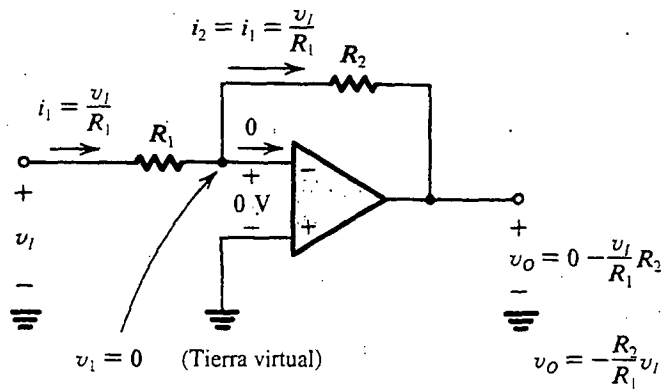 i₂ = i₁ = v_I/R₁
R₂
i₁ = v_I/R₁
R₁
0
+
−
+
0 V
−
+
v_I
−
+
v_O = 0 − v_I/R₁ R₂
−
v₁ = 0 (Tierra virtual)
v_O = − R₂/R₁ v_I